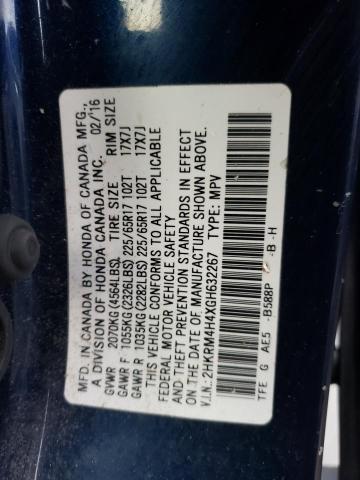 MFD. IN CANADA BY HONDA OF CANADA MFG.,
A DIVISION OF HONDA CANADA INC. 02/16
GVWR 2070KG(4564LBS) TIRE SIZE RIM SIZE
GAWR F 1055KG(2326LBS) 225/65R17 102T 17X7J
GAWR R 1035KG(2282LBS) 225/65R17 102T 17X7J
THIS VEHICLE CONFORMS TO ALL APPLICABLE
FEDERAL MOTOR VEHICLE SAFETY
AND THEFT PREVENTION STANDARDS IN EFFECT
ON THE DATE OF MANUFACTURE SHOWN ABOVE.
V.I.N.:2HKRM4H4XGH632267 TYPE: MPV
TFE G AE5 -B588P -B -H